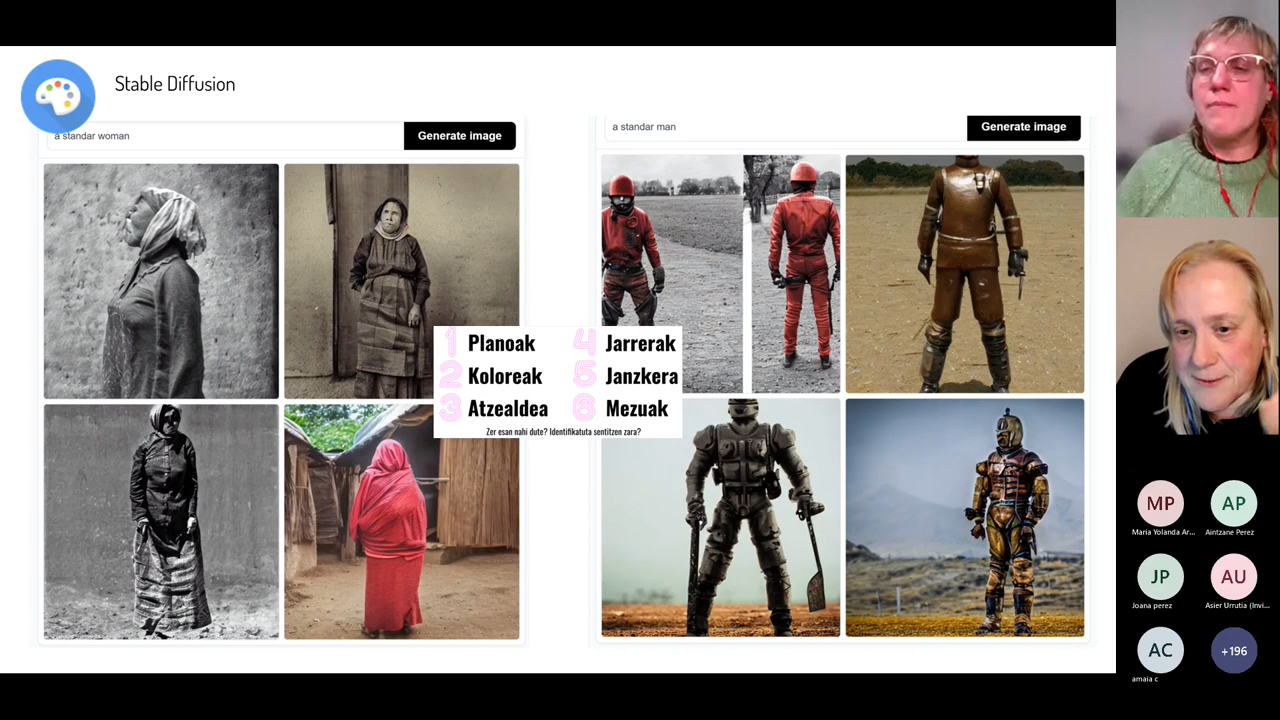 Stable Diffusion
a standar woman
Generate image
a standar man
Generate image
1 Planoak
2 Koloreak
3 Atzealdea
4 Jarrerak
5 Janzkera
6 Mezuak
Zer esan nahi dute? Identifikatuta sentitzen zara?
MP
Maria Yolanda Ar...
AP
Aintzane Perez
JP
Joana perez
AU
Asier Urrutia (Invi...
AC
amaia c
+196